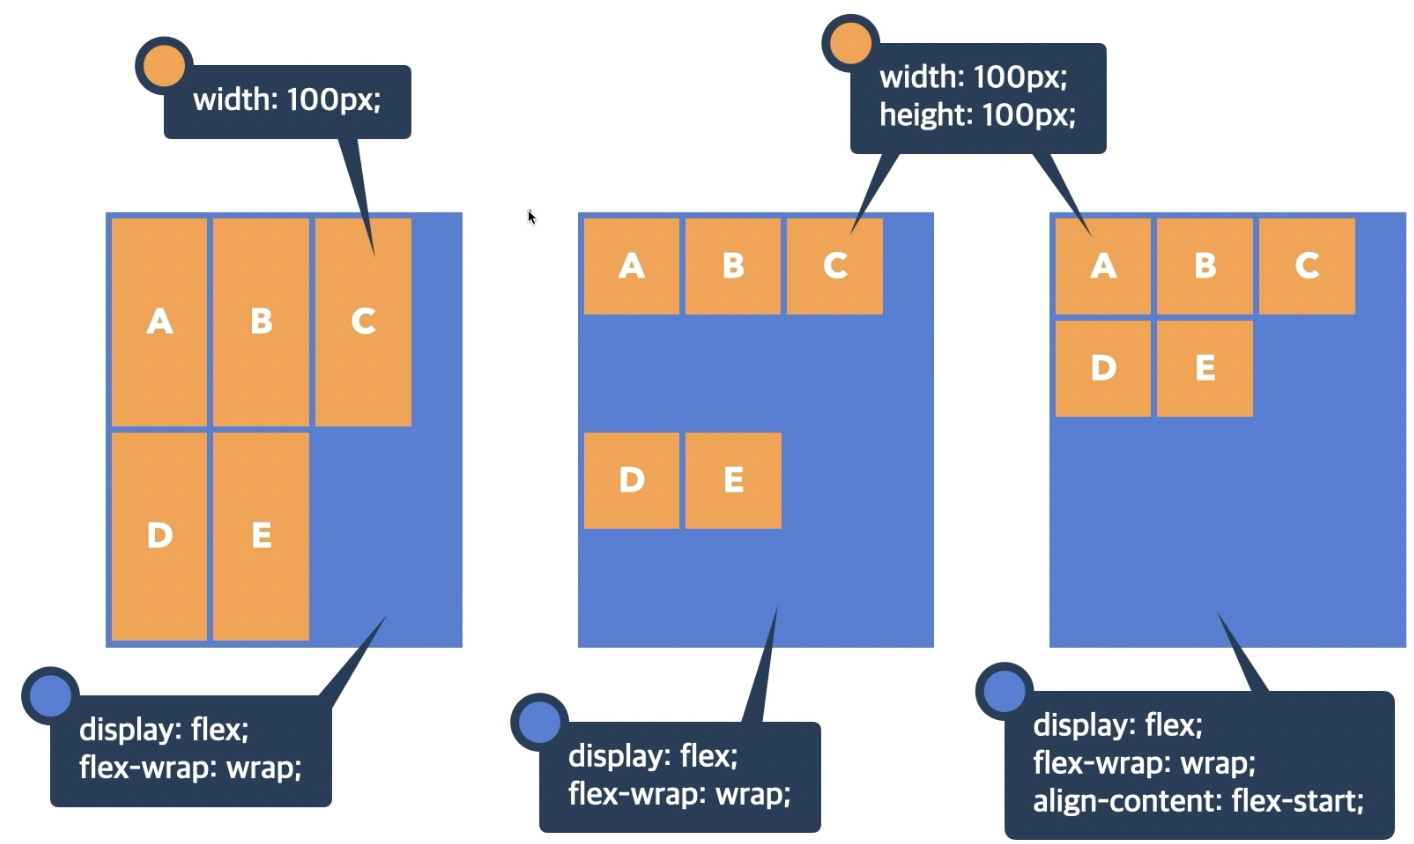 width: 100px;
width: 100px;
height: 100px;
A B C
D E
A B C
D E
A B C
D E
display: flex;
flex-wrap: wrap;
display: flex;
flex-wrap: wrap;
display: flex;
flex-wrap: wrap;
align-content: flex-start;